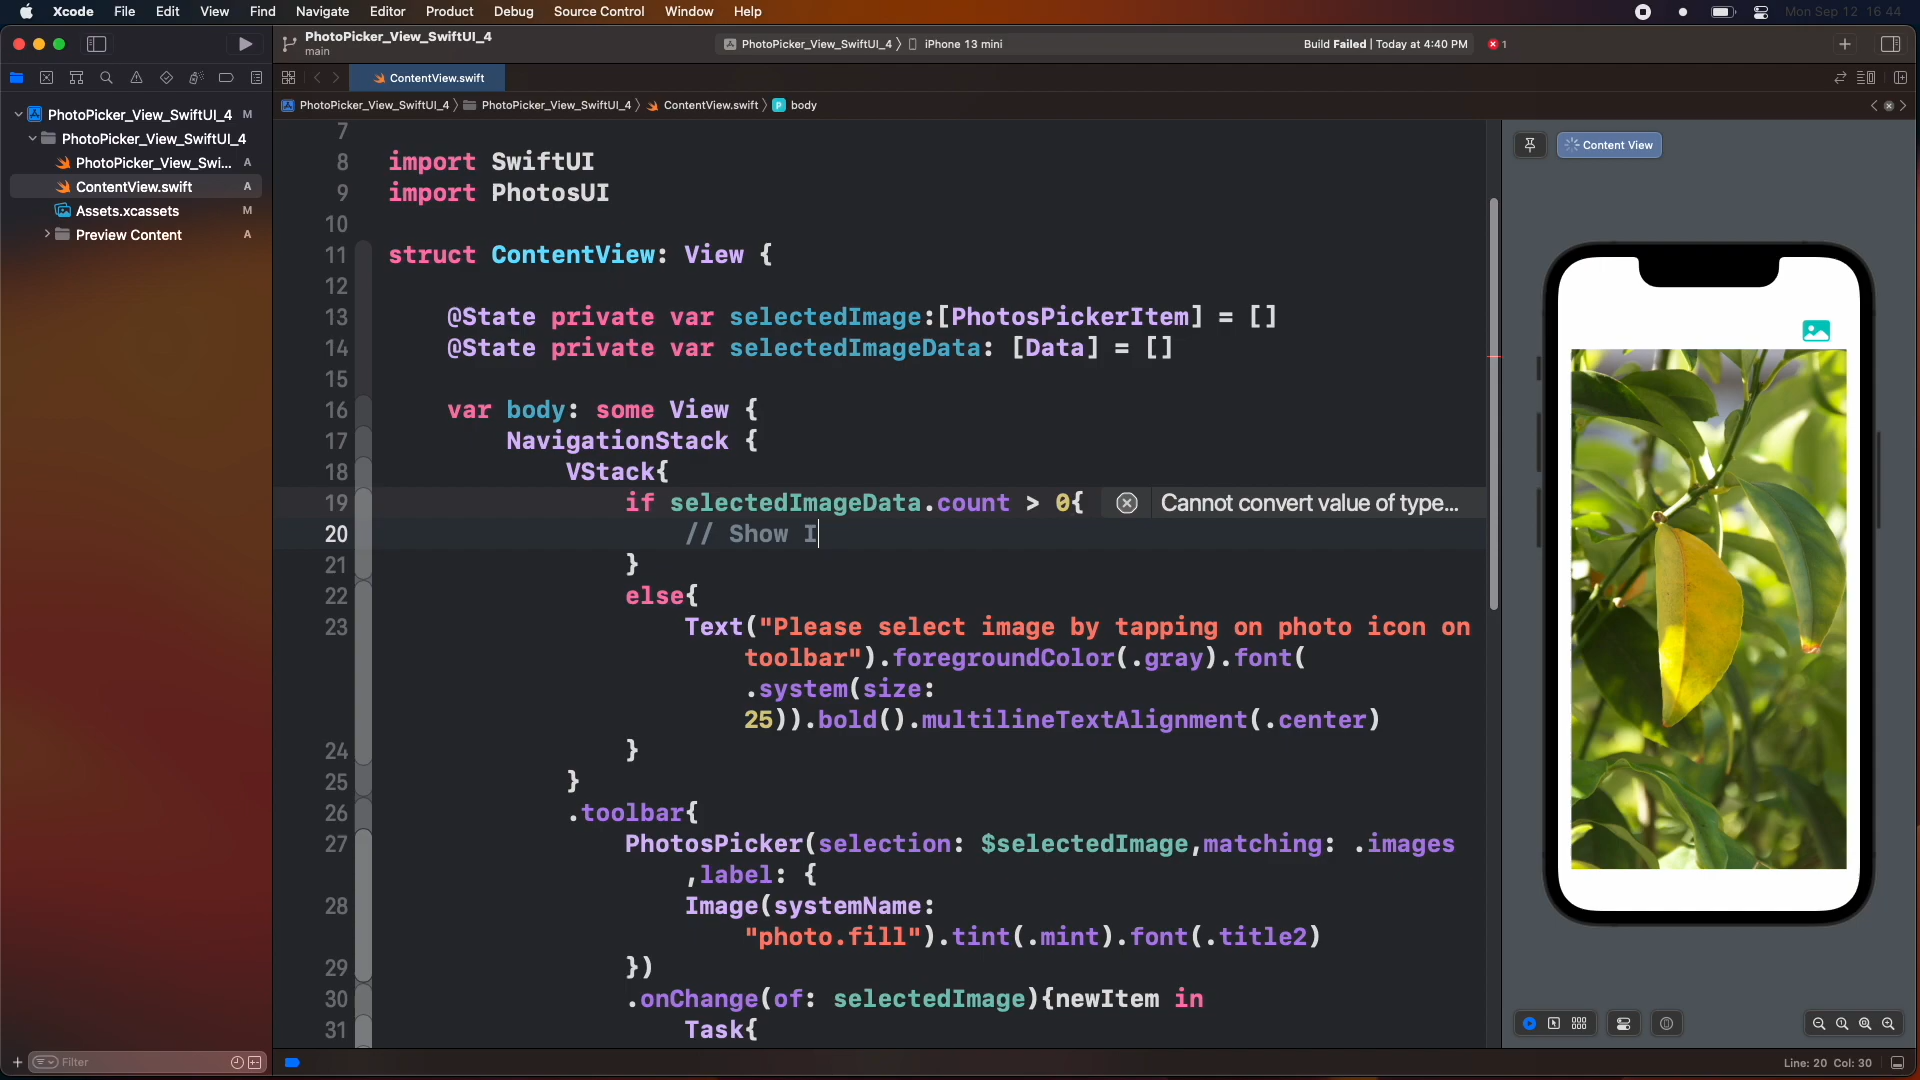 Xcode File Edit View Find Navigate Editor Product Debug Source Control Window Help Mon Sep 12 16 44
PhotoPicker_View_SwiftUI_4
main
PhotoPicker_View_SwiftUI_4 iPhone 13 mini Build Failed | Today at 4:40 PM 1
ContentView.swift
PhotoPicker_View_SwiftUI_4 PhotoPicker_View_SwiftUI_4 ContentView.swift P body
PhotoPicker_View_SwiftUI_4 M
PhotoPicker_View_SwiftUI_4
PhotoPicker_View_Swi... A
ContentView.swift A
Assets.xcassets M
Preview Content A
7
8 import SwiftUI
9 import PhotosUI
10
11 struct ContentView: View {
12
13 @State private var selectedImage:[PhotosPickerItem] = []
14 @State private var selectedImageData: [Data] = []
15
16 var body: some View {
17 NavigationStack {
18 VStack{
19 if selectedImageData.count > 0{ Cannot convert value of type...
20 // Show I
21 }
22 else{
23 Text("Please select image by tapping on photo icon on
toolbar").foregroundColor(.gray).font(
.system(size:
25)).bold().multilineTextAlignment(.center)
24 }
25 }
26 .toolbar{
27 PhotosPicker(selection: $selectedImage,matching: .images
,label: {
28 Image(systemName:
"photo.fill").tint(.mint).font(.title2)
29 })
30 .onChange(of: selectedImage){newItem in
31 Task{
Content View
Filter
Line: 20 Col: 30